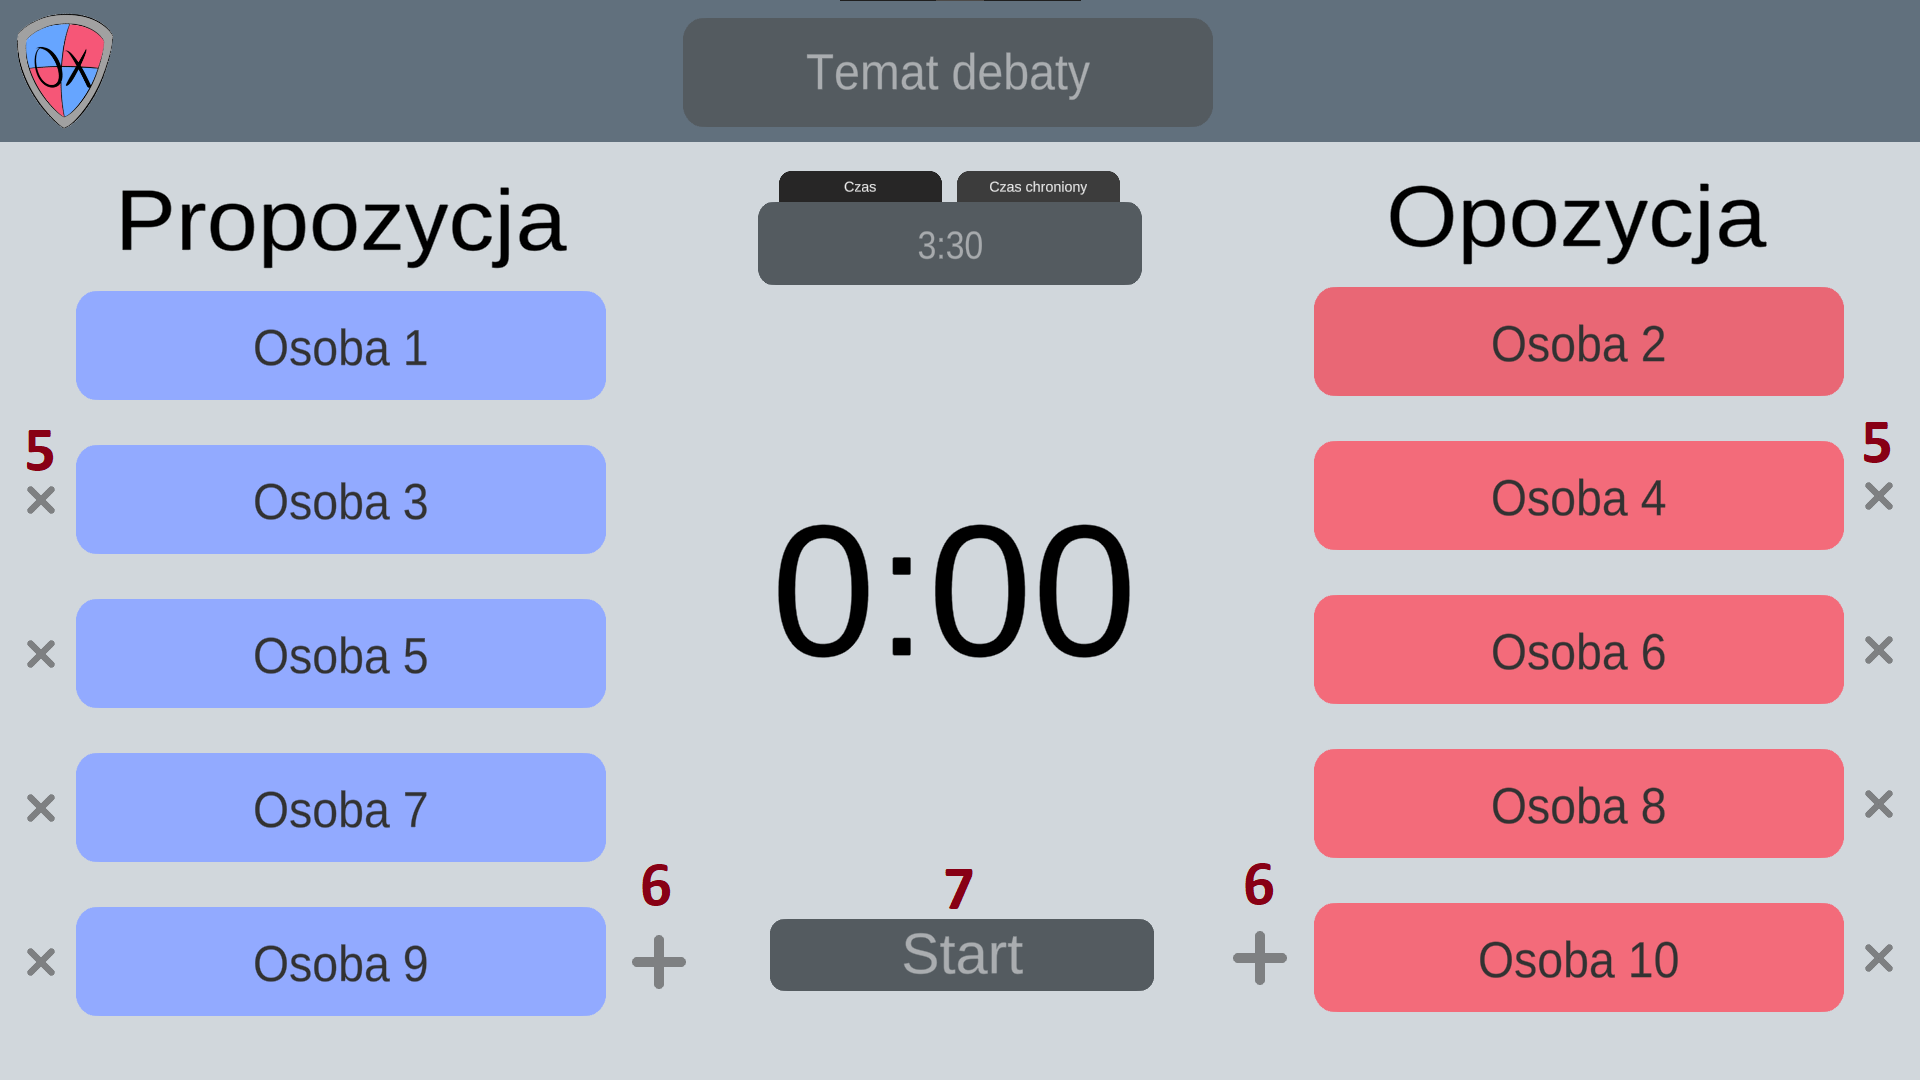 OX
Temat debaty
Propozycja
Czas
Czas chroniony
3:30
Opozycja
Osoba 1
Osoba 2
5
Osoba 3
Osoba 4
5
0:00
Osoba 5
Osoba 6
Osoba 7
Osoba 8
6
7
6
Osoba 9
Start
Osoba 10